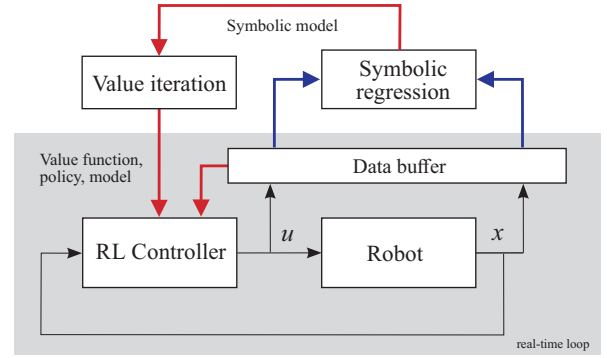 Symbolic model
Value iteration
Symbolic
regression
Value function,
policy, model
Data buffer
RL Controller
u
Robot
x
real-time loop